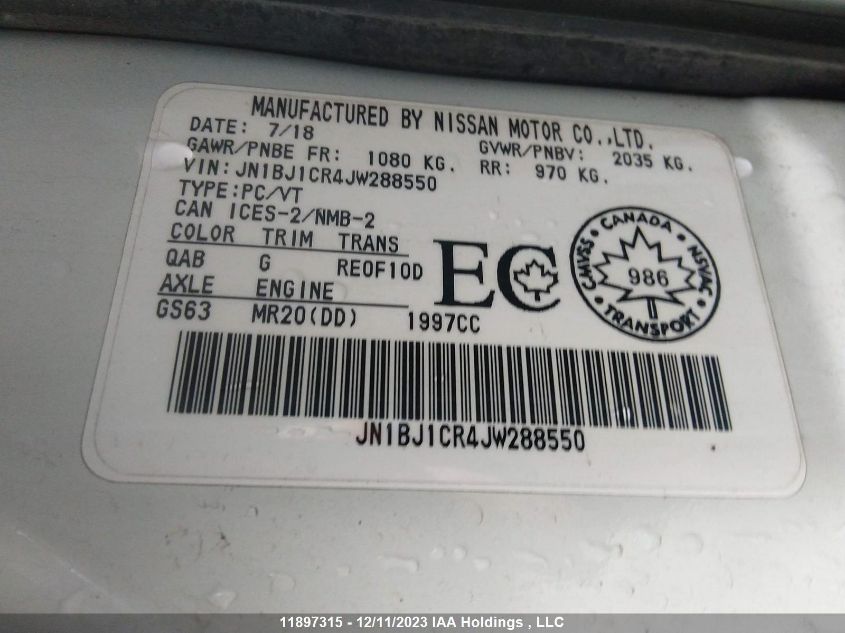 MANUFACTURED BY NISSAN MOTOR CO.,LTD.
DATE: 7/18 GVWR/PNBV: 2035 KG.
GAWR/PNBE FR: 1080 KG. RR: 970 KG.
VIN: JN1BJ1CR4JW288550
TYPE:PC/VT
CAN ICES-2/NMB-2
COLOR TRIM TRANS
QAB G RE0F10D
AXLE ENGINE
GS63 MR20(DD) 1997CC
EC
CANADA
CMVSS NSVAC
986
TRANSPORT
JN1BJ1CR4JW288550
11897315 - 12/11/2023 IAA Holdings , LLC